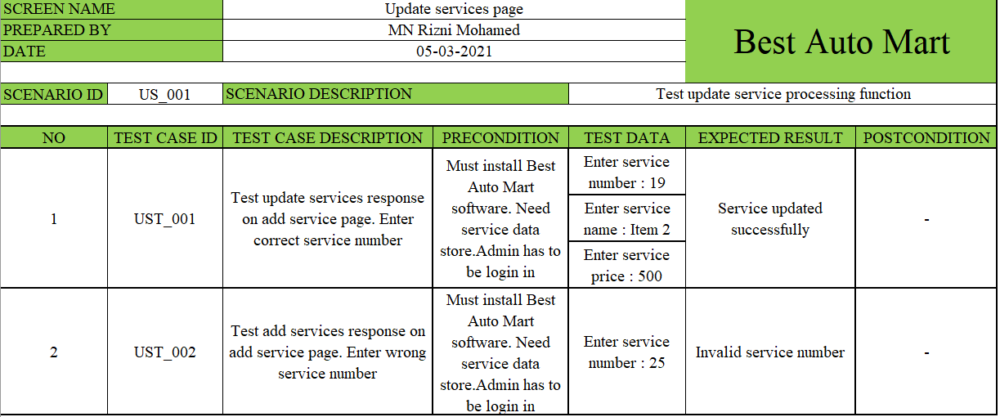 SCREEN NAME
Update services page
PREPARED BY
MN Rizni Mohamed
DATE
05-03-2021
Best Auto Mart
SCENARIO ID
US_001
SCENARIO DESCRIPTION
Test update service processing function
NO
TEST CASE ID
TEST CASE DESCRIPTION
PRECONDITION
TEST DATA
EXPECTED RESULT
POSTCONDITION
1
UST_001
Test update services response
on add service page. Enter
correct service number
Must install Best
Auto Mart
software. Need
service data
store.Admin has to
be login in
Enter service
number : 19
Enter service
name : Item 2
Enter service
price : 500
Service updated
successfully
-
2
UST_002
Test add services response on
add service page. Enter wrong
service number
Must install Best
Auto Mart
software. Need
service data
store.Admin has to
be login in
Enter service
number : 25
Invalid service number
-